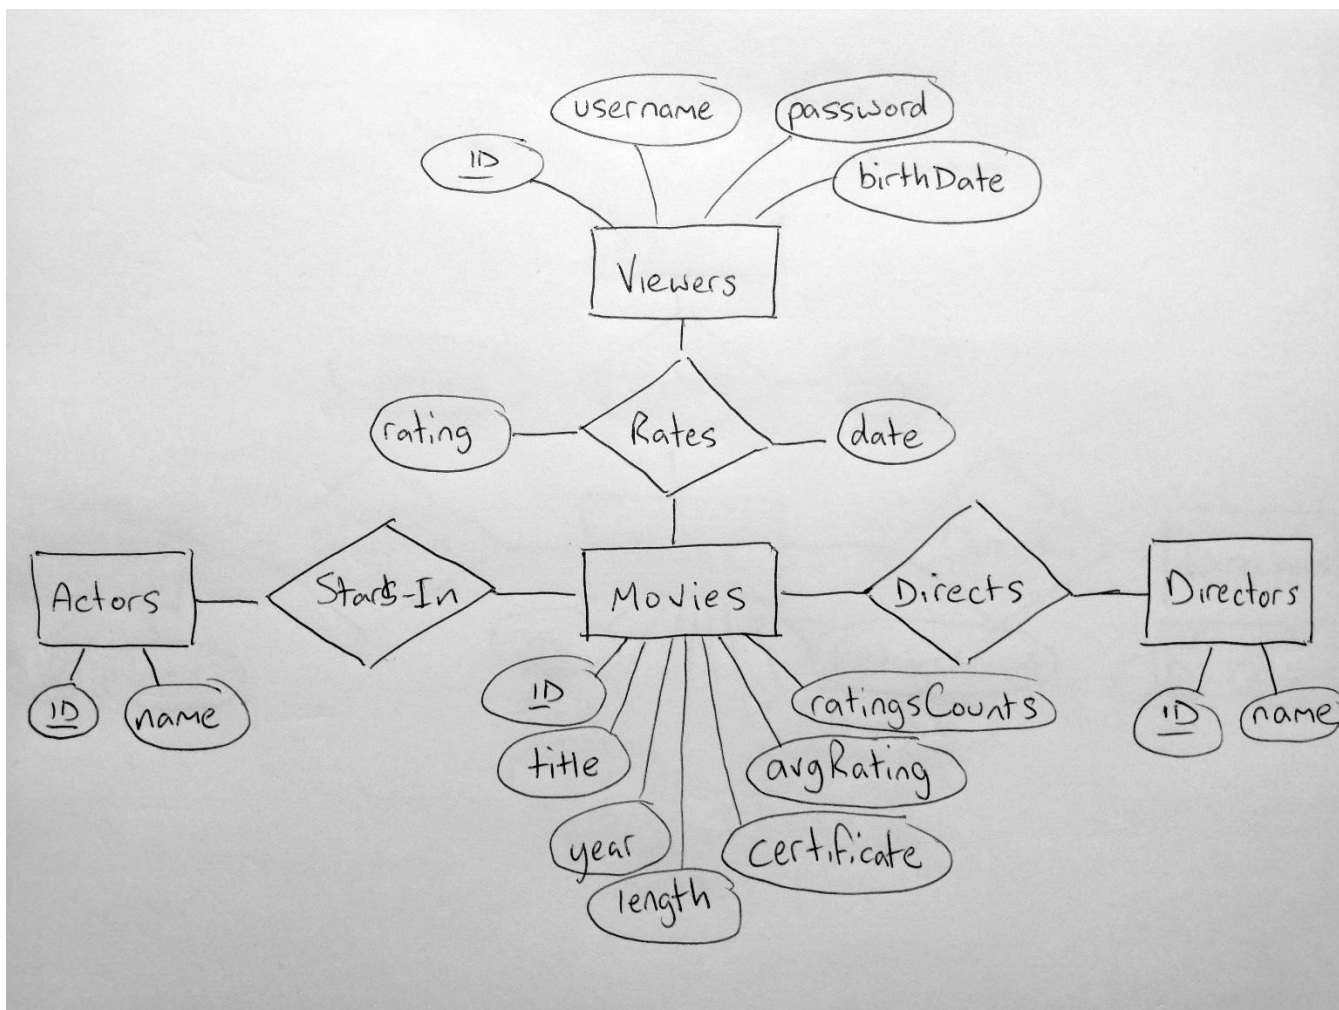 username
password
ID
birthDate
Viewers
rating
Rates
date
Actors
Stars-In
Movies
Directs
Directors
ID
name
ID
title
year
length
certificate
avgRating
ratingsCounts
ID
name